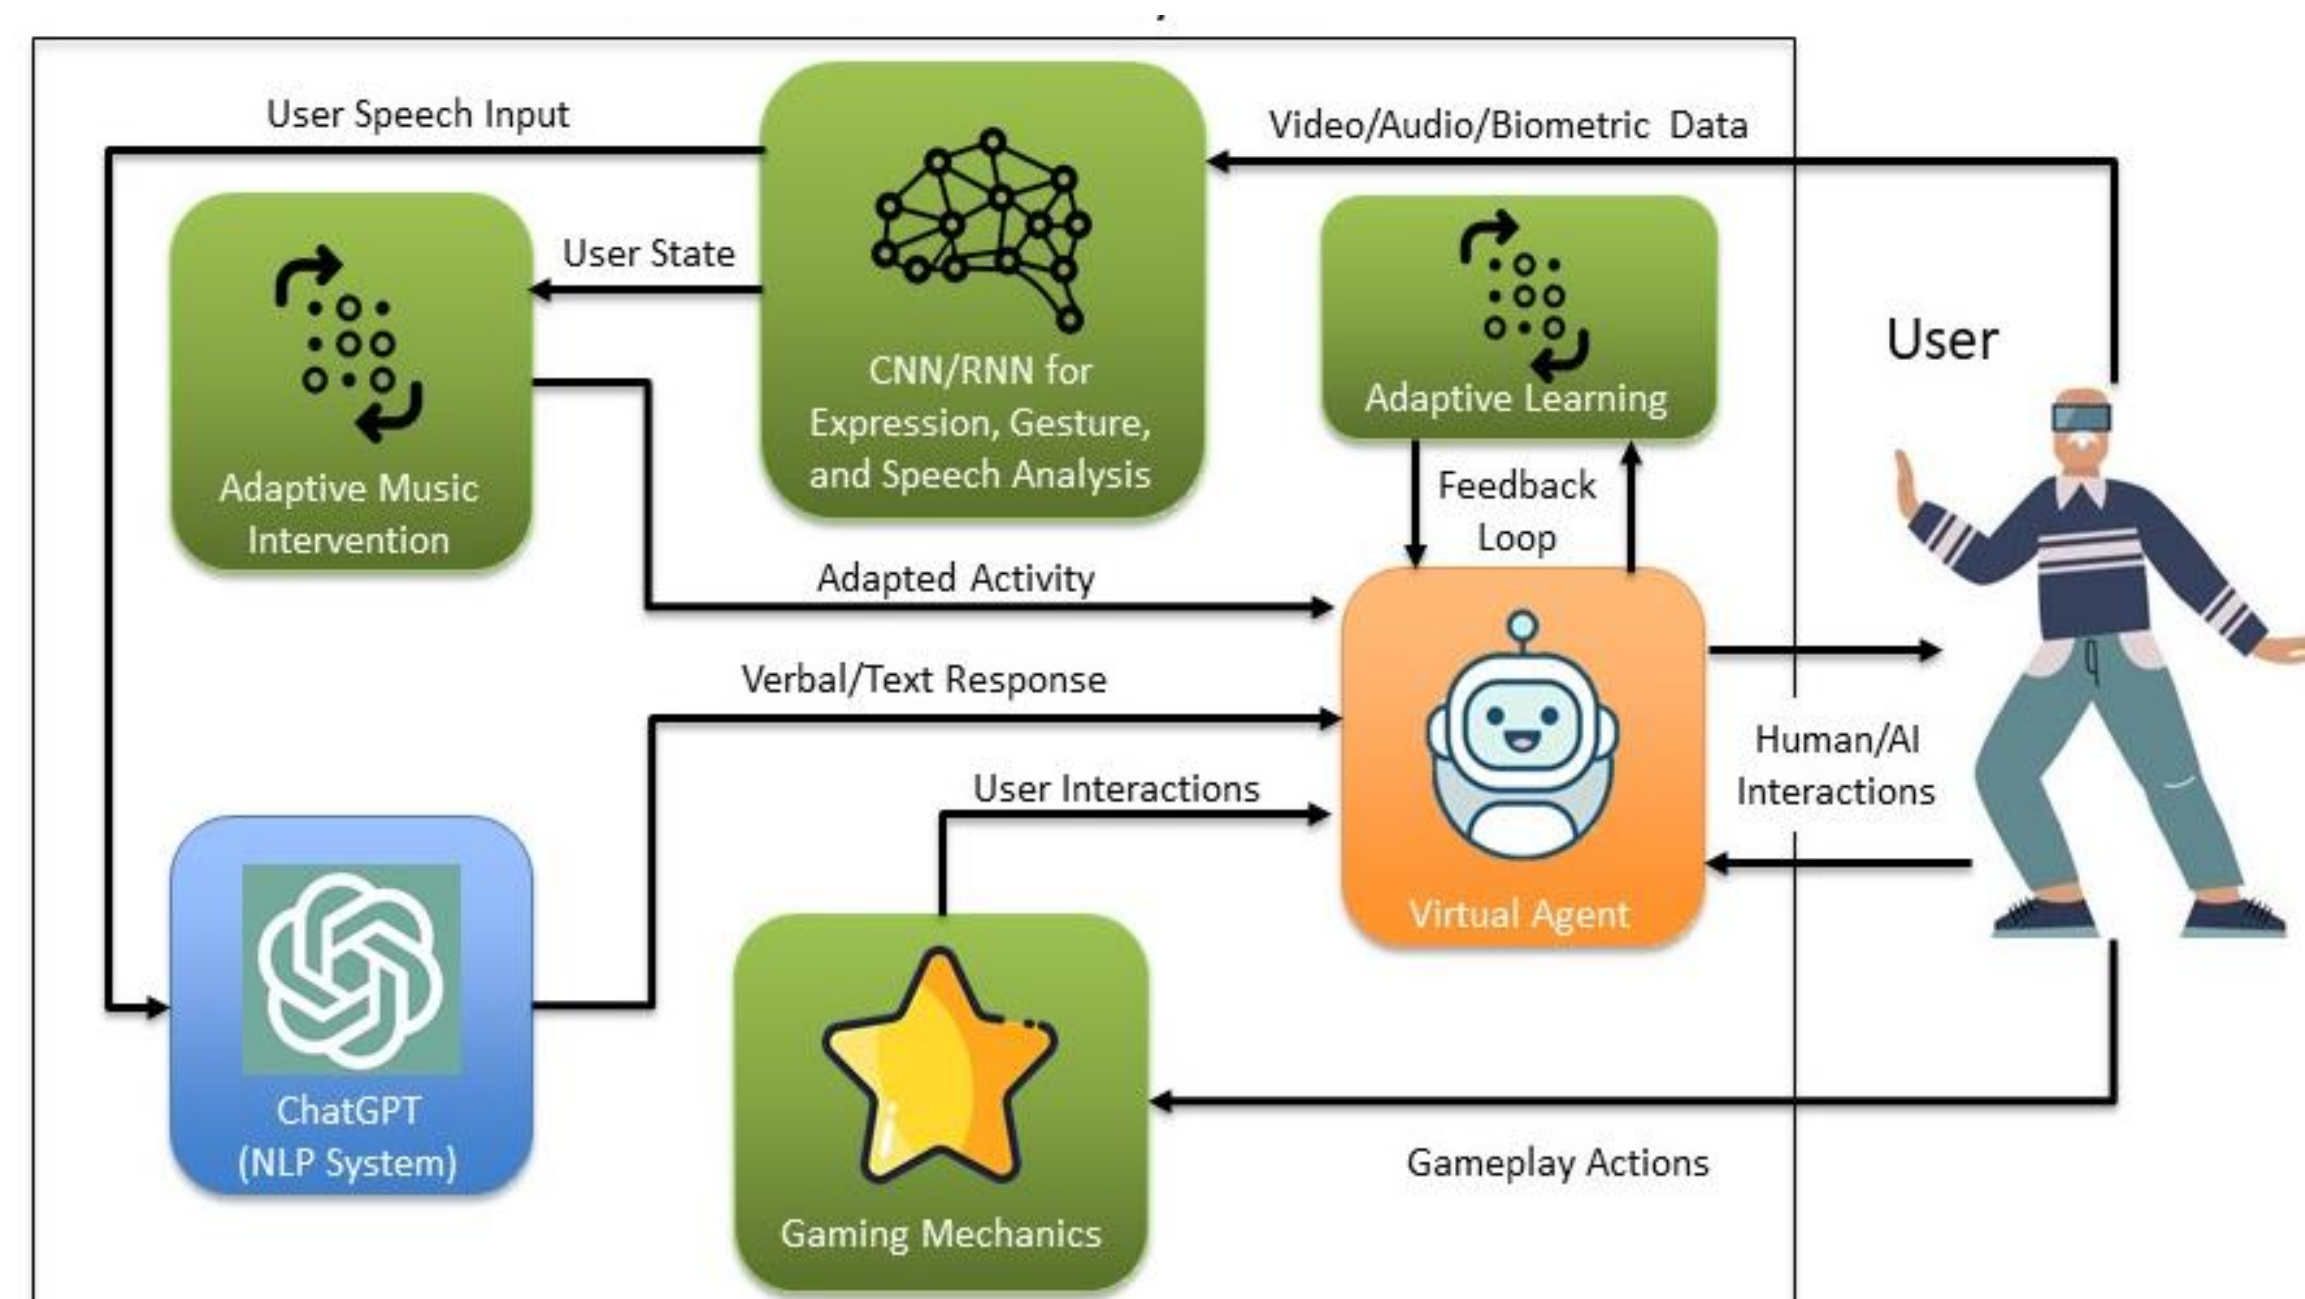 User Speech Input
Video/Audio/Biometric Data
User State
User
CNN/RNN for
Expression, Gesture,
and Speech Analysis
Adaptive Learning
Adaptive Music
Intervention
Feedback
Loop
Adapted Activity
Verbal/Text Response
Human/AI
Interactions
User Interactions
Virtual Agent
ChatGPT
(NLP System)
Gameplay Actions
Gaming Mechanics